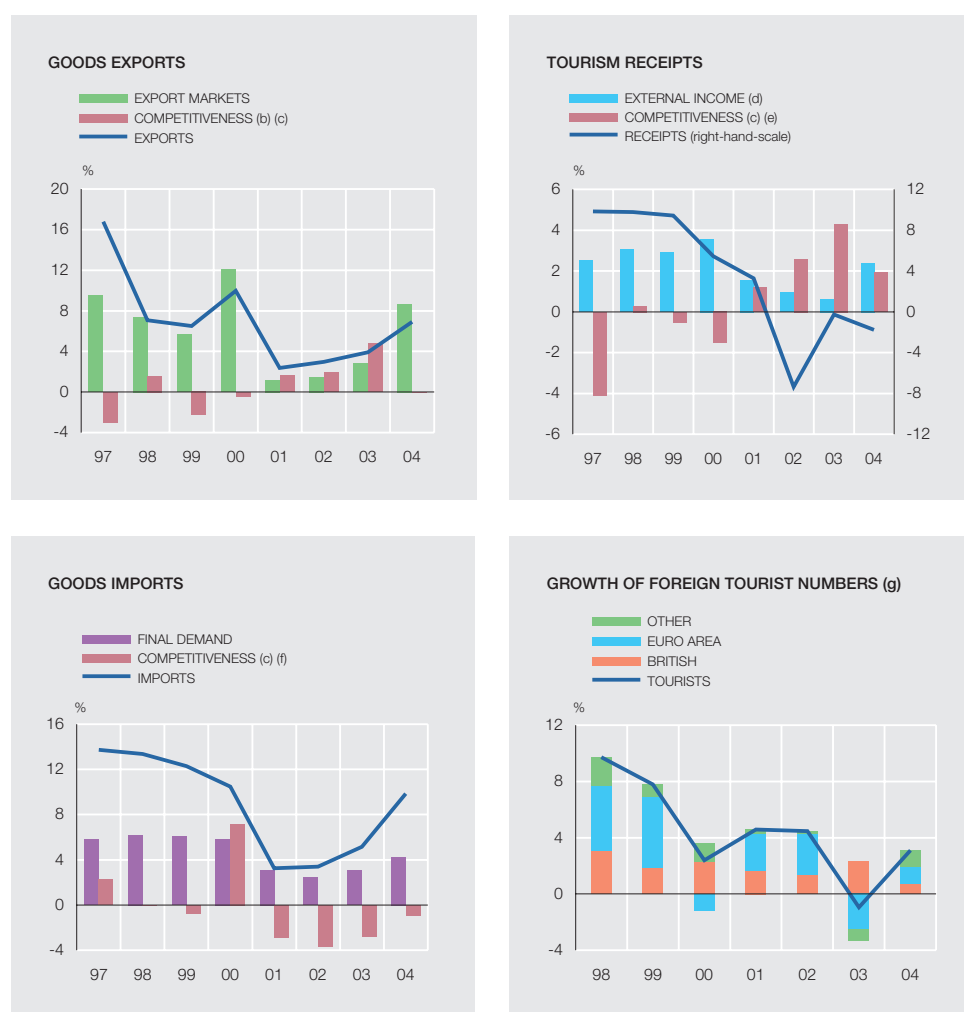 GOODS EXPORTS
EXPORT MARKETS
COMPETITIVENESS (b) (c)
EXPORTS
%
20
16
12
8
4
0
-4
97 98 99 00 01 02 03 04
TOURISM RECEIPTS
EXTERNAL INCOME (d)
COMPETITIVENESS (c) (e)
RECEIPTS (right-hand-scale)
%
6 12
4 8
2 4
0 0
-2 -4
-4 -8
-6 -12
97 98 99 00 01 02 03 04
GOODS IMPORTS
FINAL DEMAND
COMPETITIVENESS (c) (f)
IMPORTS
%
16
12
8
4
0
-4
97 98 99 00 01 02 03 04
GROWTH OF FOREIGN TOURIST NUMBERS (g)
OTHER
EURO AREA
BRITISH
TOURISTS
%
12
8
4
0
-4
98 99 00 01 02 03 04